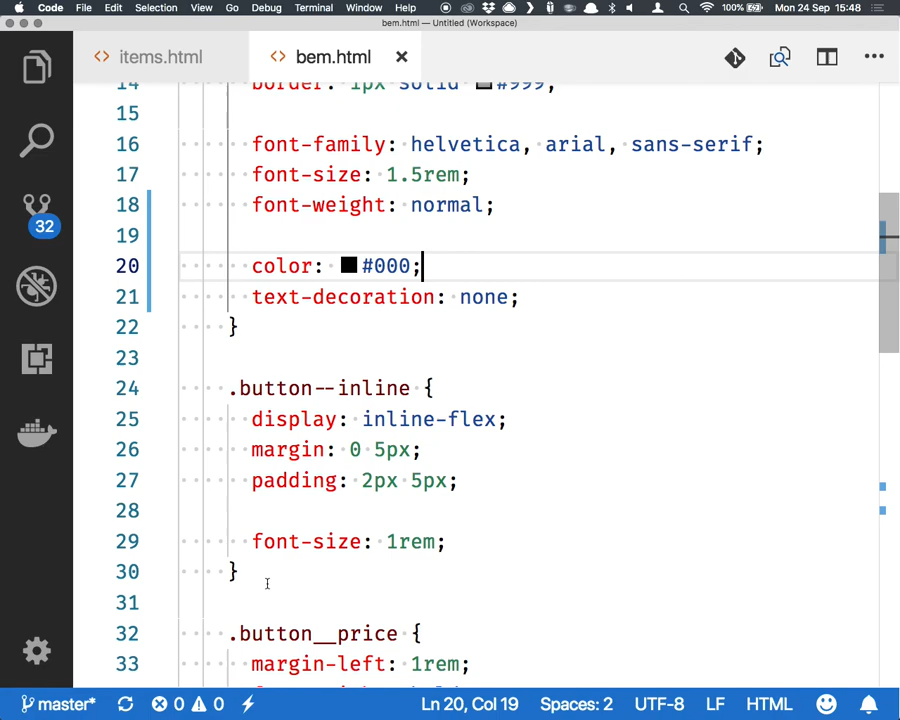 Code File Edit Selection View Go Debug Terminal Window Help 100% Mon 24 Sep 15:48
bem.html — Untitled (Workspace)
<> items.html <> bem.html ×
14 border: 1px solid #999;
15
16 font-family: helvetica, arial, sans-serif;
17 font-size: 1.5rem;
18 font-weight: normal;
19
20 color: #000;
21 text-decoration: none;
22 }
23
24 .button--inline {
25 display: inline-flex;
26 margin: 0 5px;
27 padding: 2px 5px;
28
29 font-size: 1rem;
30 }
31
32 .button__price {
33 margin-left: 1rem;
32
master* 0 0 Ln 20, Col 19 Spaces: 2 UTF-8 LF HTML